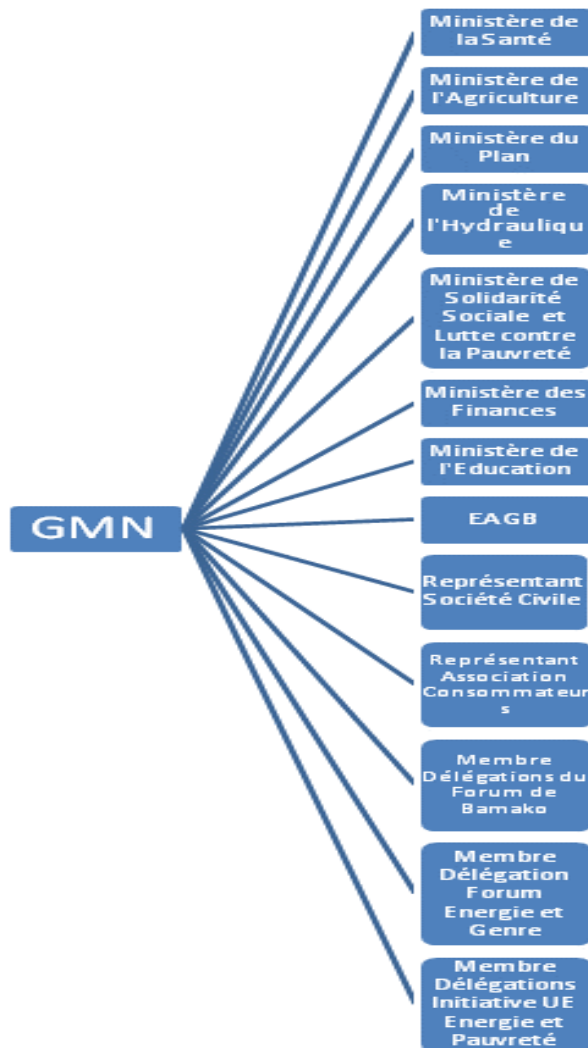 Ministère de
la Santé
Ministère de
l'Agriculture
Ministère du
Plan
Ministère
de
l'Hydrauliqu
e
Ministère de
Solidarité
Sociale et
Lutte contre
la Pauvreté
Ministère des
Finances
Ministère de
l'Education
GMN
EAGB
Représentant
Société Civile
Représentant
Association
Consommateur
s
Membre
Délégations du
Forum de
Bamako
Membre
Délégation
Forum
Energie et
Genre
Membre
Délégations
Initiative UE
Energie et
Pauvreté